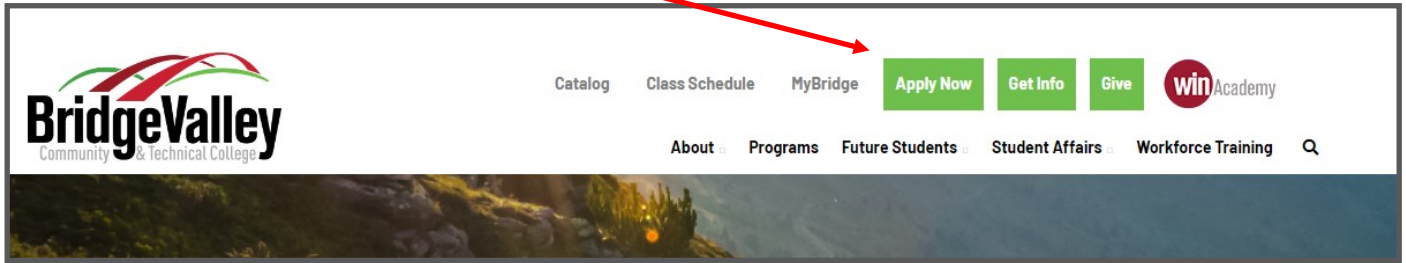 Catalog Class Schedule MyBridge Apply Now Get Info Give win Academy
BridgeValley
Community & Technical College
About Programs Future Students Student Affairs Workforce Training